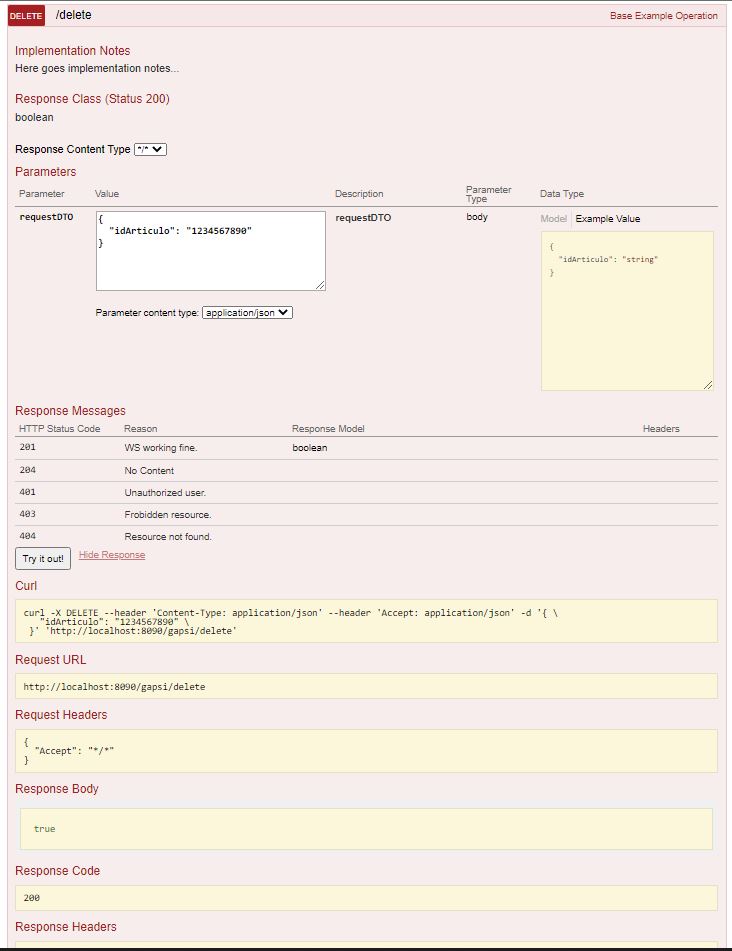 DELETE /delete Base Example Operation
Implementation Notes
Here goes implementation notes...
Response Class (Status 200)
boolean
Response Content Type */*
Parameters
Parameter Value Description Parameter Type Data Type
requestDTO
{
"idArticulo": "1234567890"
}
Parameter content type: application/json
requestDTO
body
Model Example Value
{
"idArticulo": "string"
}
Response Messages
HTTP Status Code Reason Response Model Headers
201 WS working fine. boolean
204 No Content
401 Unauthorized user.
403 Frobidden resource.
404 Resource not found.
Try it out! Hide Response
Curl
curl -X DELETE --header 'Content-Type: application/json' --header 'Accept: application/json' -d '{ \
"idArticulo": "1234567890" \
}' 'http://localhost:8090/gapsi/delete'
Request URL
http://localhost:8090/gapsi/delete
Request Headers
{
"Accept": "*/*"
}
Response Body
true
Response Code
200
Response Headers